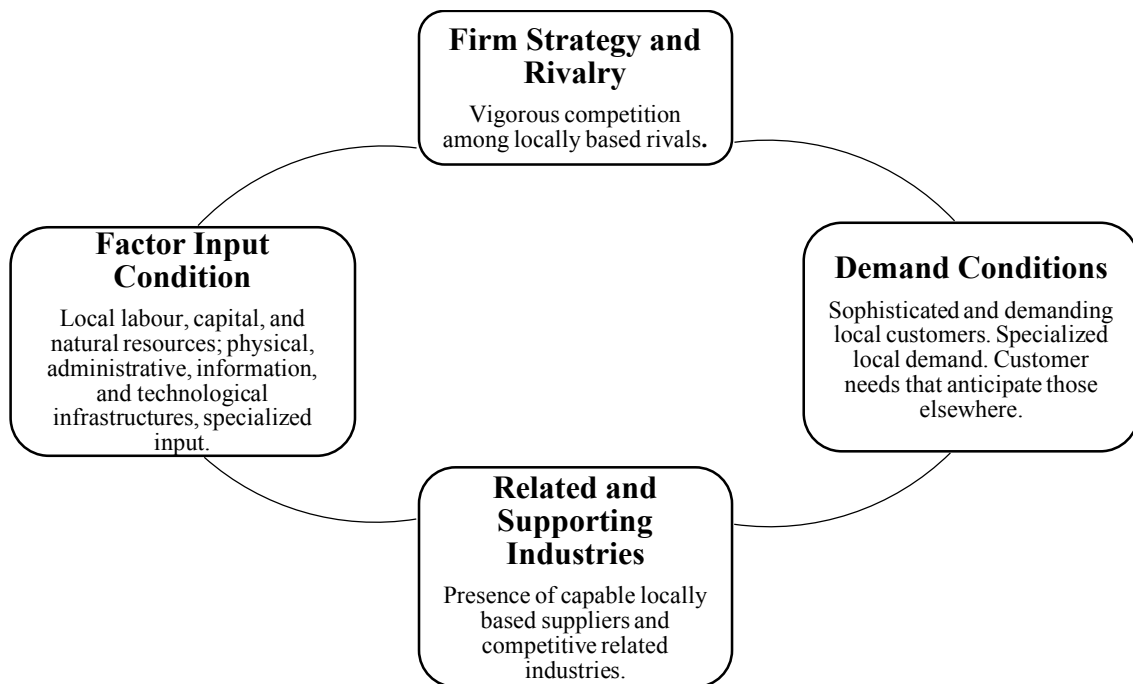 Firm Strategy and
Rivalry
Vigorous competition
among locally based rivals.
Factor Input
Condition
Local labour, capital, and
natural resources; physical,
administrative, information,
and technological
infrastructures, specialized
input.
Demand Conditions
Sophisticated and demanding
local customers. Specialized
local demand. Customer
needs that anticipate those
elsewhere.
Related and
Supporting
Industries
Presence of capable locally
based suppliers and
competitive related
industries.